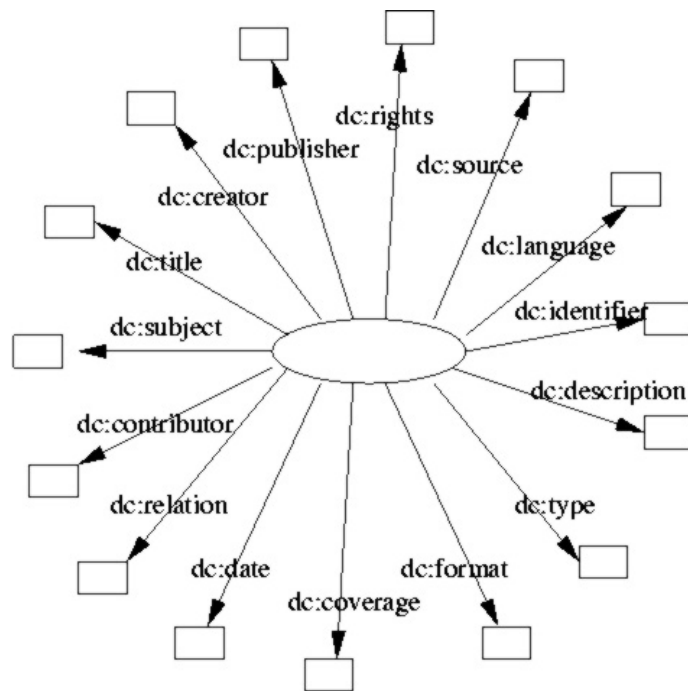 dc:rights
dc:publisher
dc:source
dc:creator
dc:language
dc:title
dc:identifier
dc:subject
dc:description
dc:contributor
dc:relation
dc:type
dc:date
dc:format
dc:coverage